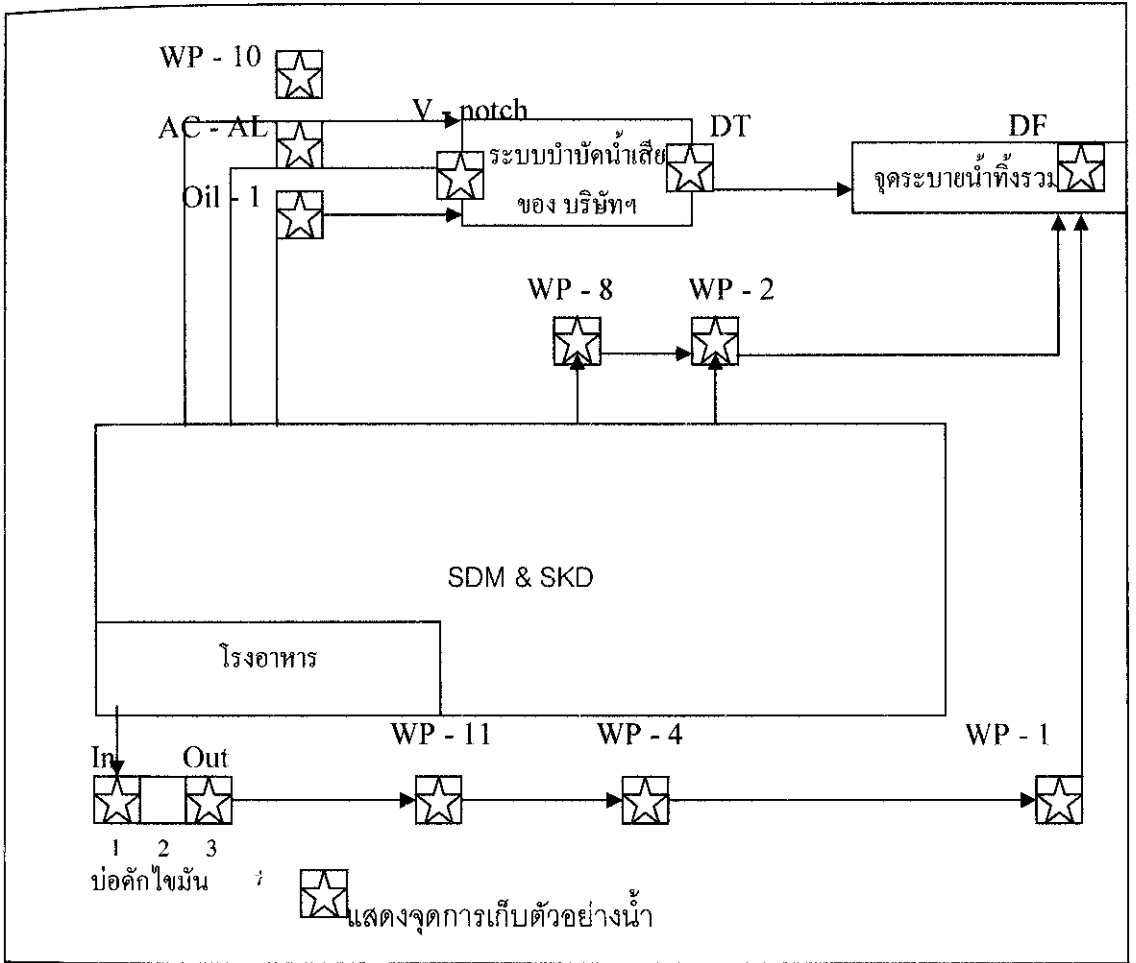 WP - 10
AC - AL
V - notch
DT
DF
ระบบบำบัดน้ำเสีย
ของ บริษัทฯ
จุดระบายน้ำทิ้งรวม
Oil - 1
WP - 8
WP - 2
SDM & SKD
โรงอาหาร
WP - 11
WP - 4
WP - 1
In
Out
1 2 3
บ่อดักไขมัน
แสดงจุดการเก็บตัวอย่างน้ำ